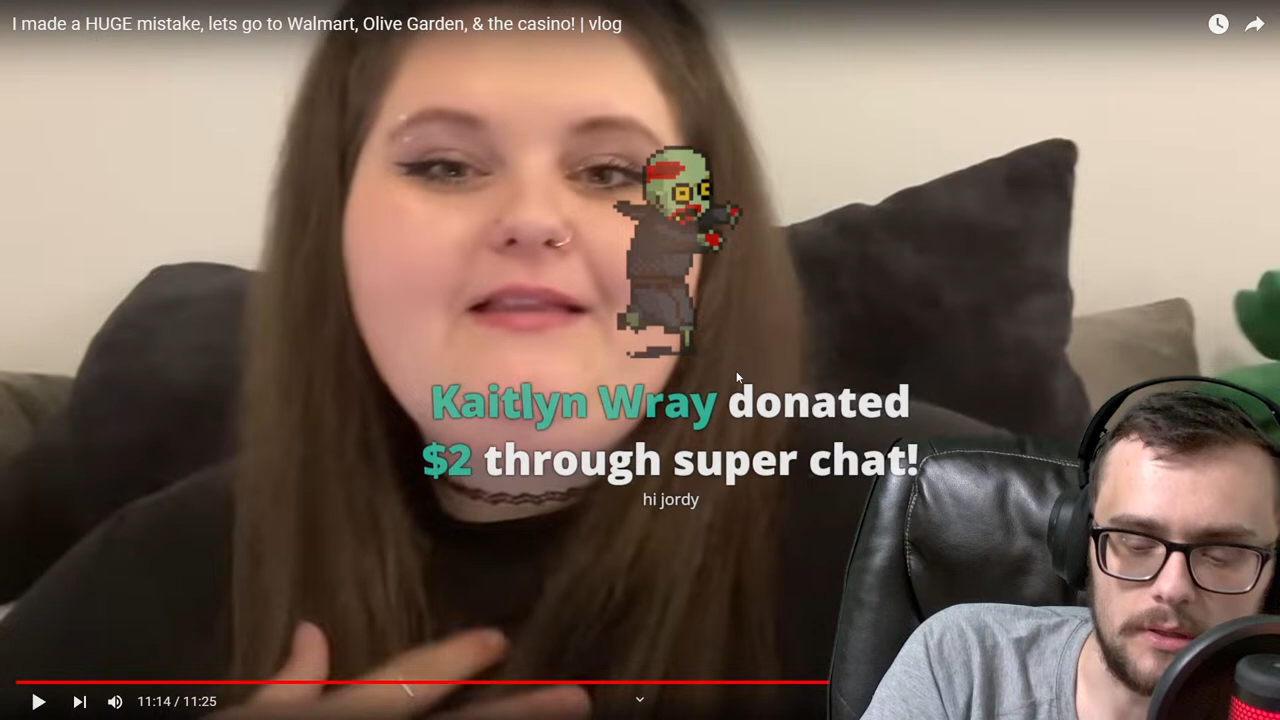 I made a HUGE mistake, lets go to Walmart, Olive Garden, & the casino! | vlog
Kaitlyn Wray donated
$2 through super chat!
hi jordy
11:14 / 11:25